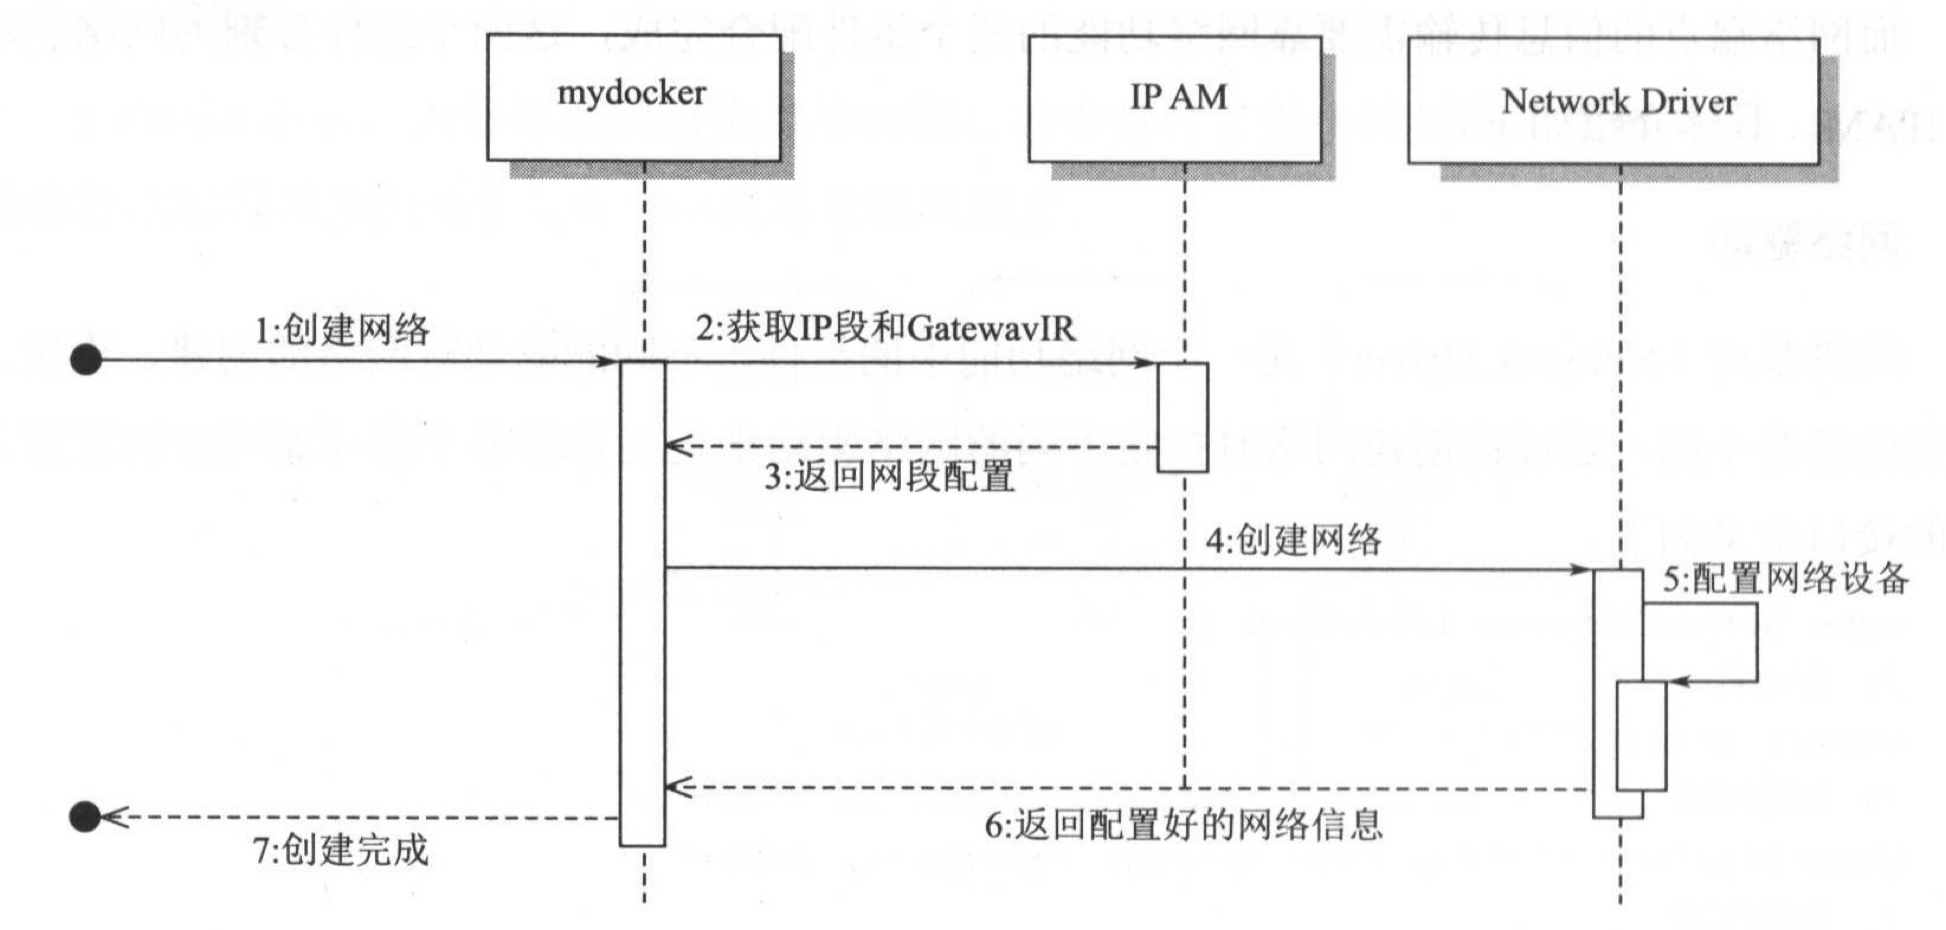 mydocker
IP AM
Network Driver
1:创建网络
2:获取IP段和GatewavIR
3:返回网段配置
4:创建网络
5:配置网络设备
6:返回配置好的网络信息
7:创建完成